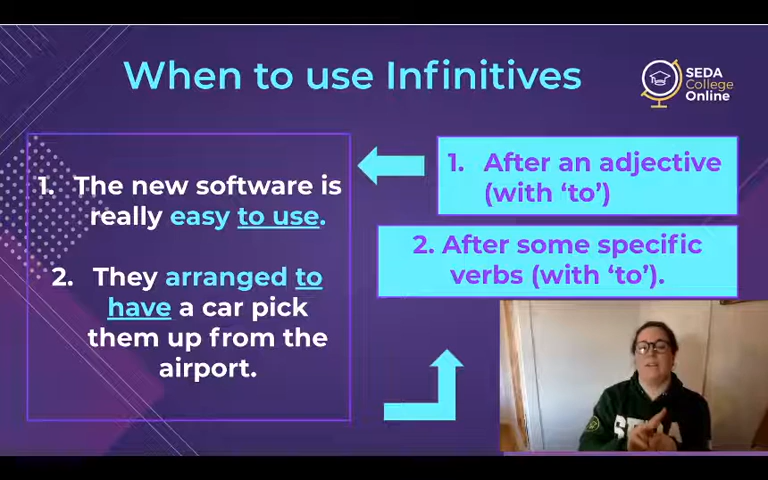 When to use Infinitives
SEDA
College
Online
1. The new software is
really easy to use.
2. They arranged to
have a car pick
them up from the
airport.
1. After an adjective
(with ‘to’)
2. After some specific
verbs (with ‘to’).
SEDA